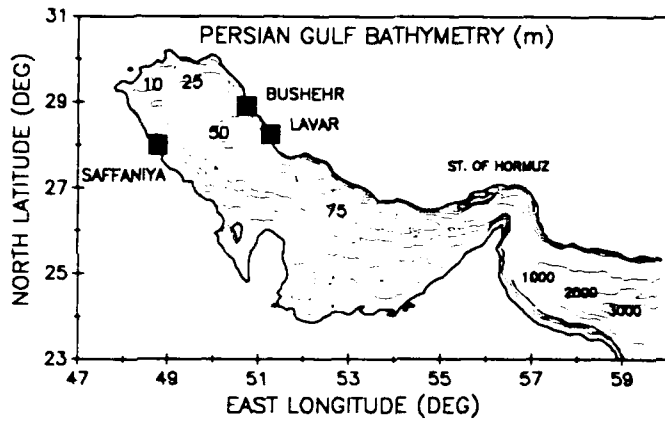 PERSIAN GULF BATHYMETRY (m)
31
29
27
25
23
NORTH LATITUDE (DEG)
10
25
BUSHEHR
50
LAVAR
SAFFANIYA
ST. OF HORMUZ
75
1000
2000
3000
47
49
51
53
55
57
59
EAST LONGITUDE (DEG)